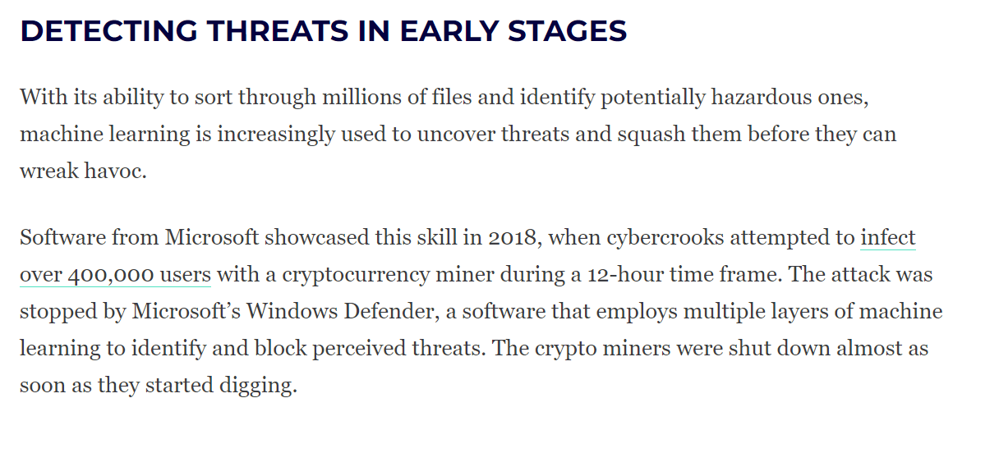 DETECTING THREATS IN EARLY STAGES
With its ability to sort through millions of files and identify potentially hazardous ones,
machine learning is increasingly used to uncover threats and squash them before they can
wreak havoc.
Software from Microsoft showcased this skill in 2018, when cybercrooks attempted to infect
over 400,000 users with a cryptocurrency miner during a 12-hour time frame. The attack was
stopped by Microsoft’s Windows Defender, a software that employs multiple layers of machine
learning to identify and block perceived threats. The crypto miners were shut down almost as
soon as they started digging.